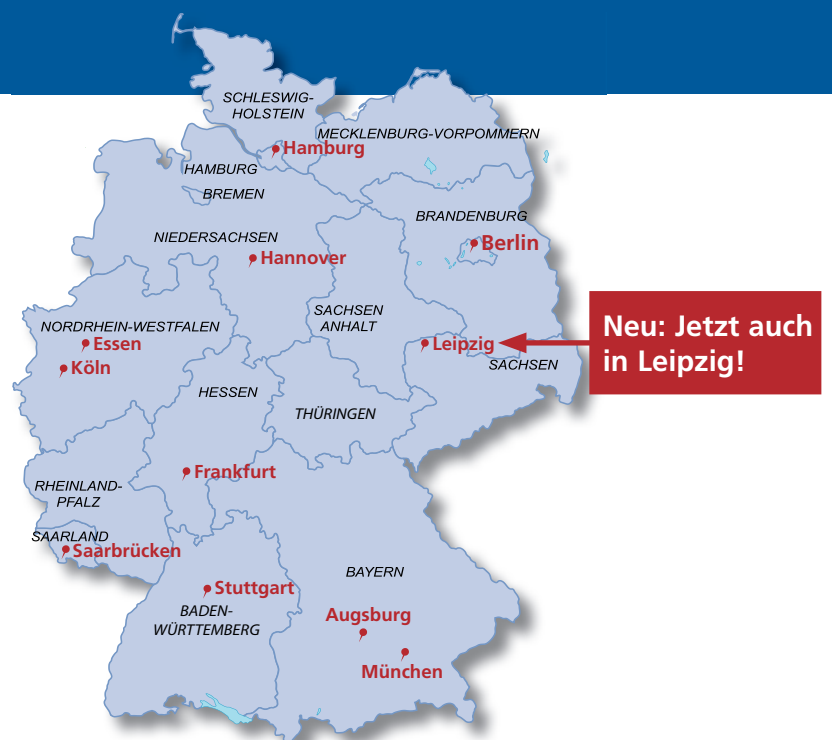 SCHLESWIG-
HOLSTEIN
MECKLENBURG-VORPOMMERN
Hamburg
HAMBURG
BREMEN
BRANDENBURG
NIEDERSACHSEN
Berlin
Hannover
SACHSEN
ANHALT
NORDRHEIN-WESTFALEN
Essen
Leipzig
Neu: Jetzt auch
in Leipzig!
Köln
SACHSEN
HESSEN
THÜRINGEN
Frankfurt
RHEINLAND-
PFALZ
SAARLAND
Saarbrücken
BAYERN
Stuttgart
BADEN-
WÜRTTEMBERG
Augsburg
München